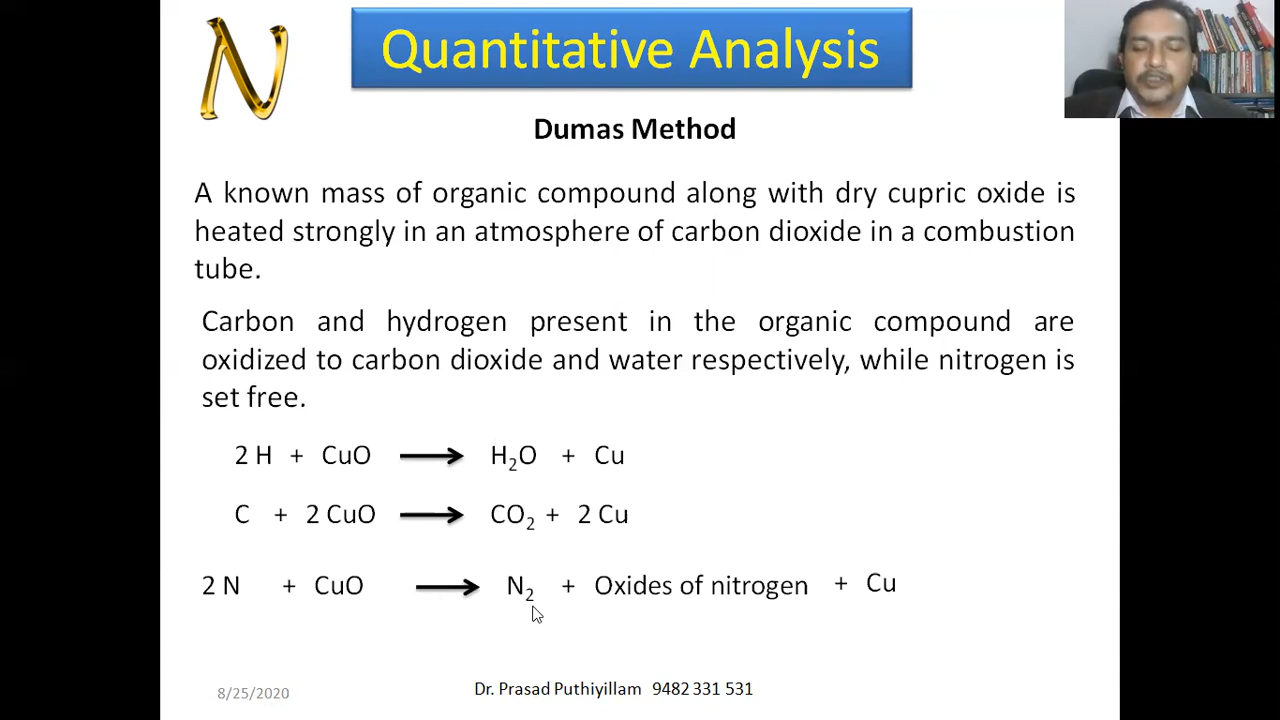 N
Quantitative Analysis
Dumas Method
A known mass of organic compound along with dry cupric oxide is
heated strongly in an atmosphere of carbon dioxide in a combustion
tube.
Carbon and hydrogen present in the organic compound are
oxidized to carbon dioxide and water respectively, while nitrogen is
set free.
2 H + CuO ⟶ H₂O + Cu
C + 2 CuO ⟶ CO₂ + 2 Cu
2 N + CuO ⟶ N₂ + Oxides of nitrogen + Cu
8/25/2020
Dr. Prasad Puthiyillam 9482 331 531